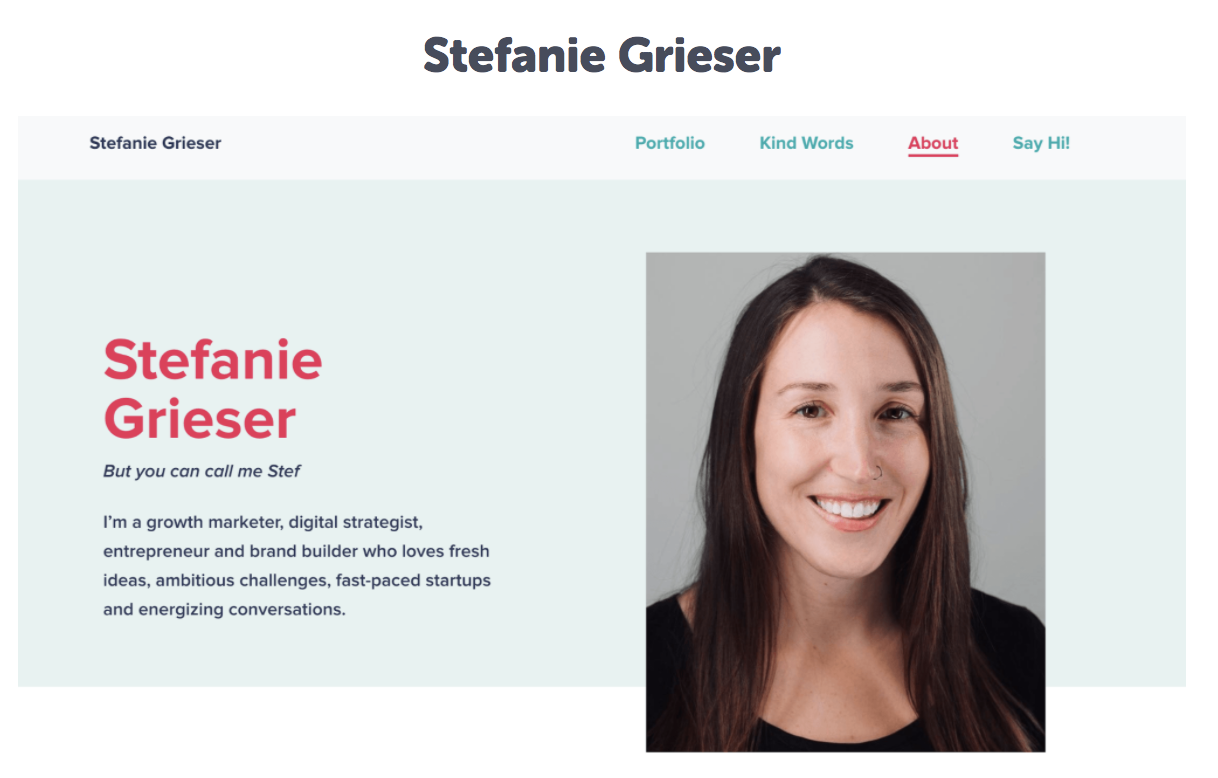 Stefanie Grieser
Stefanie Grieser
Portfolio Kind Words About Say Hi!
Stefanie
Grieser
But you can call me Stef
I'm a growth marketer, digital strategist,
entrepreneur and brand builder who loves fresh
ideas, ambitious challenges, fast-paced startups
and energizing conversations.